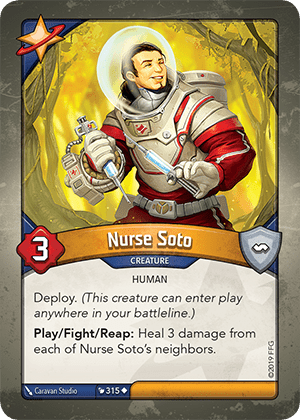 Nurse Soto
CREATURE
3
HUMAN
Deploy. (This creature can enter play
anywhere in your battleline.)
Play/Fight/Reap: Heal 3 damage from
each of Nurse Soto's neighbors.
©2019 FFG
Caravan Studio
315